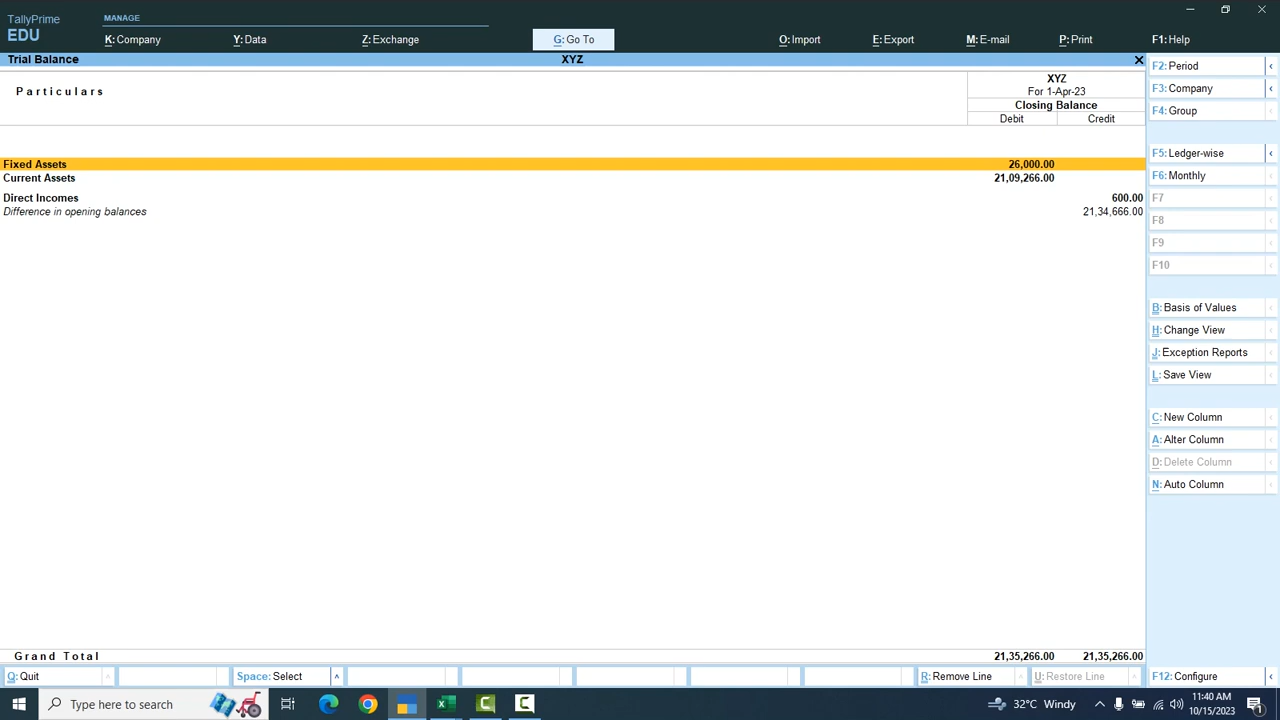 TallyPrime
EDU
MANAGE
K: Company
Y: Data
Z: Exchange
G: Go To
O: Import
E: Export
M: E-mail
P: Print
F1: Help
Trial Balance
XYZ
Particulars
XYZ
For 1-Apr-23
Closing Balance
Debit
Credit
Fixed Assets 26,000.00
Current Assets 21,09,266.00
Direct Incomes 600.00
Difference in opening balances 21,34,666.00
Grand Total 21,35,266.00 21,35,266.00
F2: Period
F3: Company
F4: Group
F5: Ledger-wise
F6: Monthly
F7
F8
F9
F10
B: Basis of Values
H: Change View
J: Exception Reports
L: Save View
C: New Column
A: Alter Column
D: Delete Column
N: Auto Column
Q: Quit
Space: Select
R: Remove Line
U: Restore Line
F12: Configure
Type here to search
32°C Windy
11:40 AM
10/15/2023
1